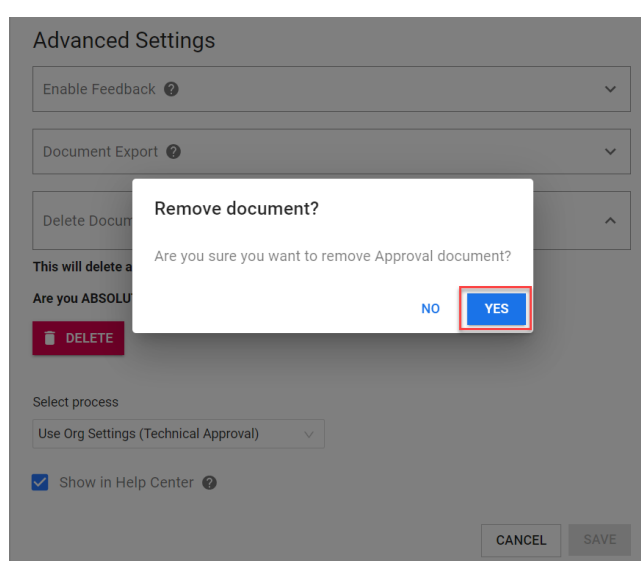 Advanced Settings
Enable Feedback
Document Export
Delete Docum
Remove document?
Are you sure you want to remove Approval document?
NO YES
This will delete a
Are you ABSOLU
DELETE
Select process
Use Org Settings (Technical Approval)
Show in Help Center
CANCEL SAVE